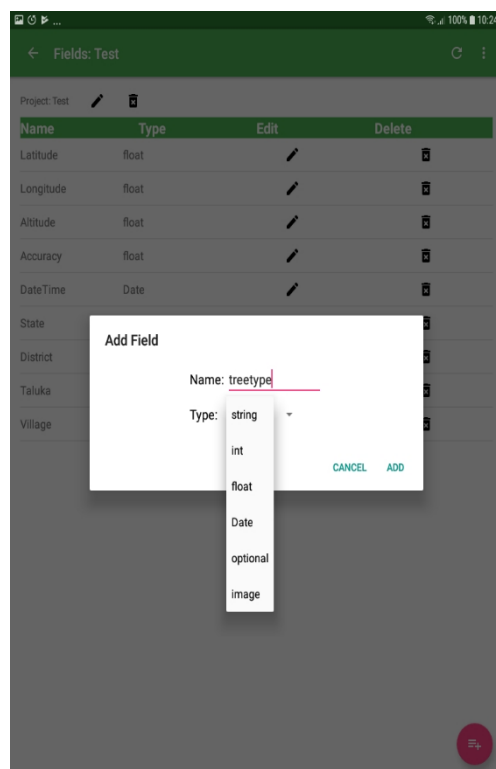 ... 100% 10:24
Fields: Test
Project: Test
Name Type Edit Delete
Latitude float
Longitude float
Altitude float
Accuracy float
DateTime Date
State
District
Taluka
Village
Add Field
Name: treetype
Type: string
int
float
Date
optional
image
CANCEL ADD